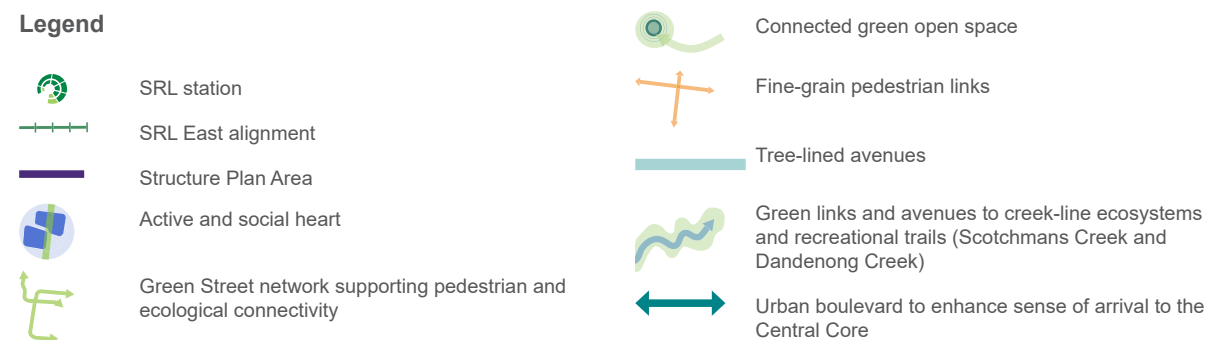 Legend
SRL station
SRL East alignment
Structure Plan Area
Active and social heart
Green Street network supporting pedestrian and
ecological connectivity
Connected green open space
Fine-grain pedestrian links
Tree-lined avenues
Green links and avenues to creek-line ecosystems
and recreational trails (Scotchmans Creek and
Dandenong Creek)
Urban boulevard to enhance sense of arrival to the
Central Core